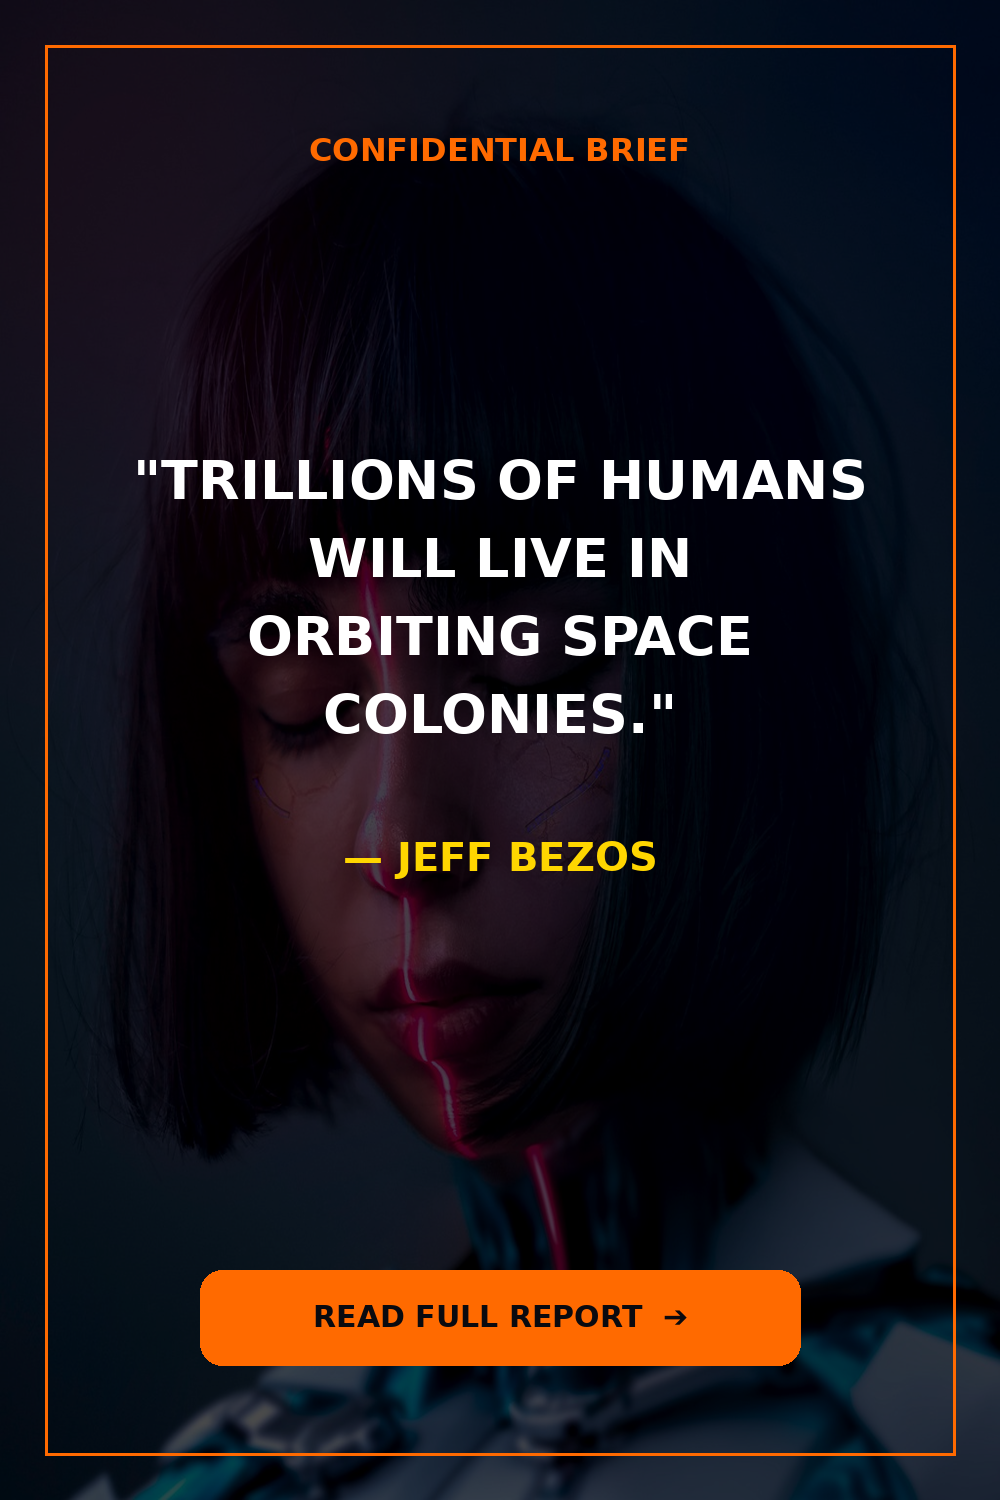 CONFIDENTIAL BRIEF
"TRILLIONS OF HUMANS
WILL LIVE IN
ORBITING SPACE
COLONIES."
— JEFF BEZOS
READ FULL REPORT ➔